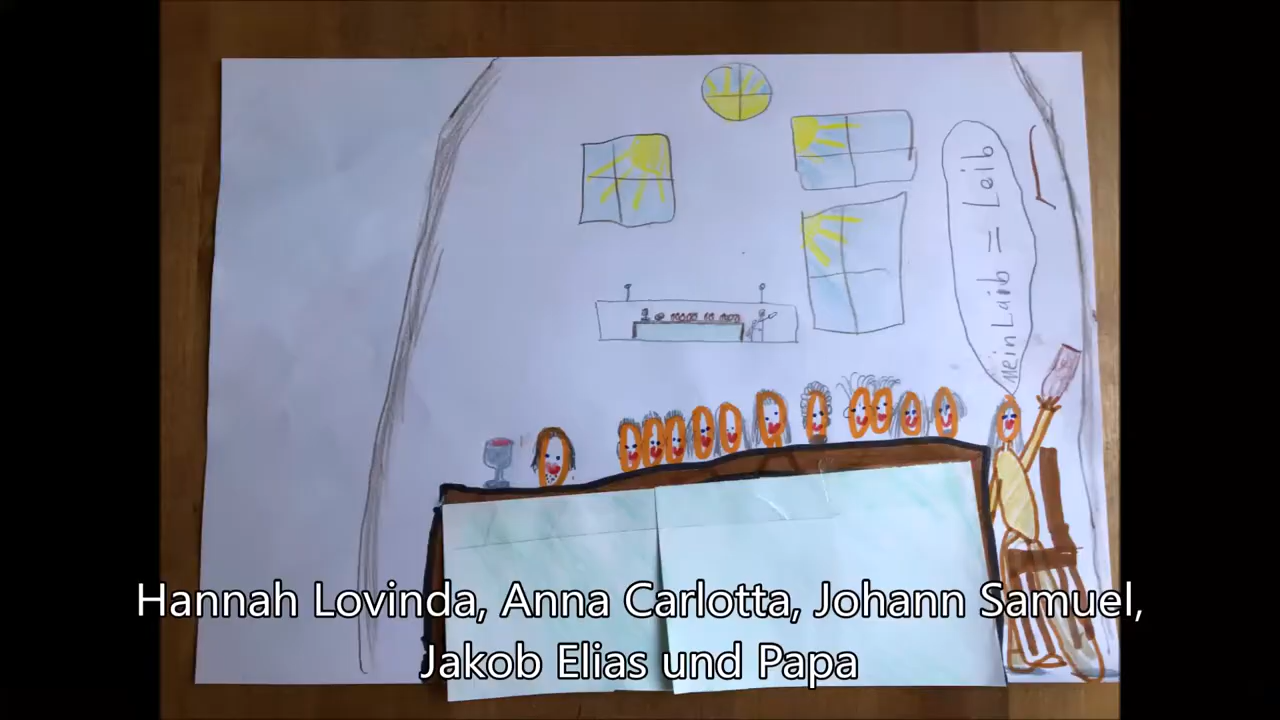 Mein Laib = Leib
Hannah Lovinda, Anna Carlotta, Johann Samuel,
Jakob Elias und Papa